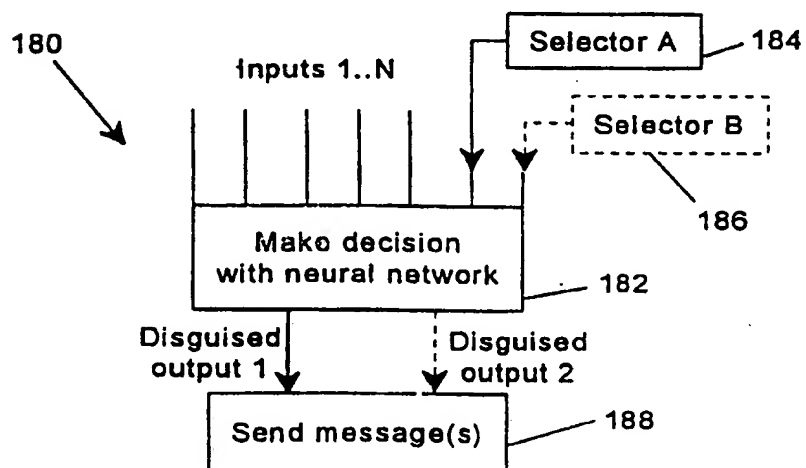 180
Inputs 1..N
Selector A
184
Selector B
186
Make decision
with neural network
182
Disguised
output 1
Disguised
output 2
Send message(s)
188